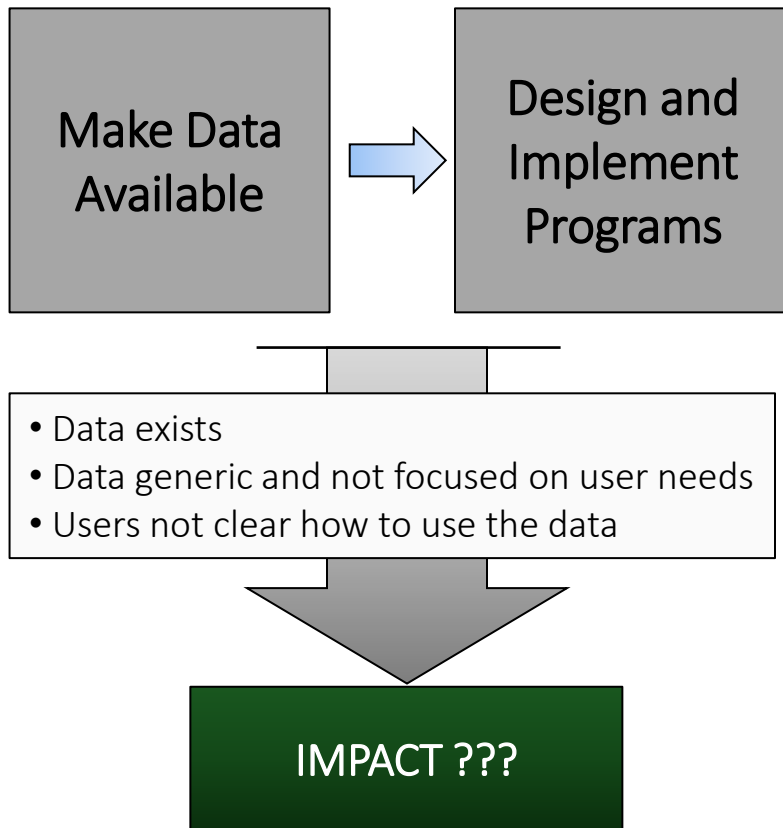 Make Data
Available
Design and
Implement
Programs
• Data exists
• Data generic and not focused on user needs
• Users not clear how to use the data
IMPACT ???